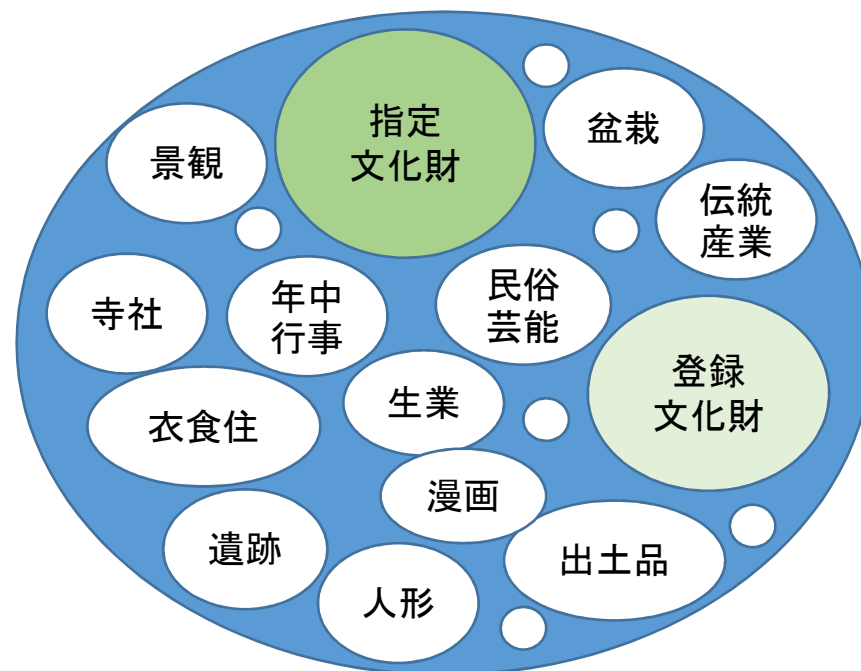 指定
文化財
盆栽
景観
伝統
産業
寺社
年中
行事
民俗
芸能
登録
文化財
生業
衣食住
漫画
遺跡
出土品
人形